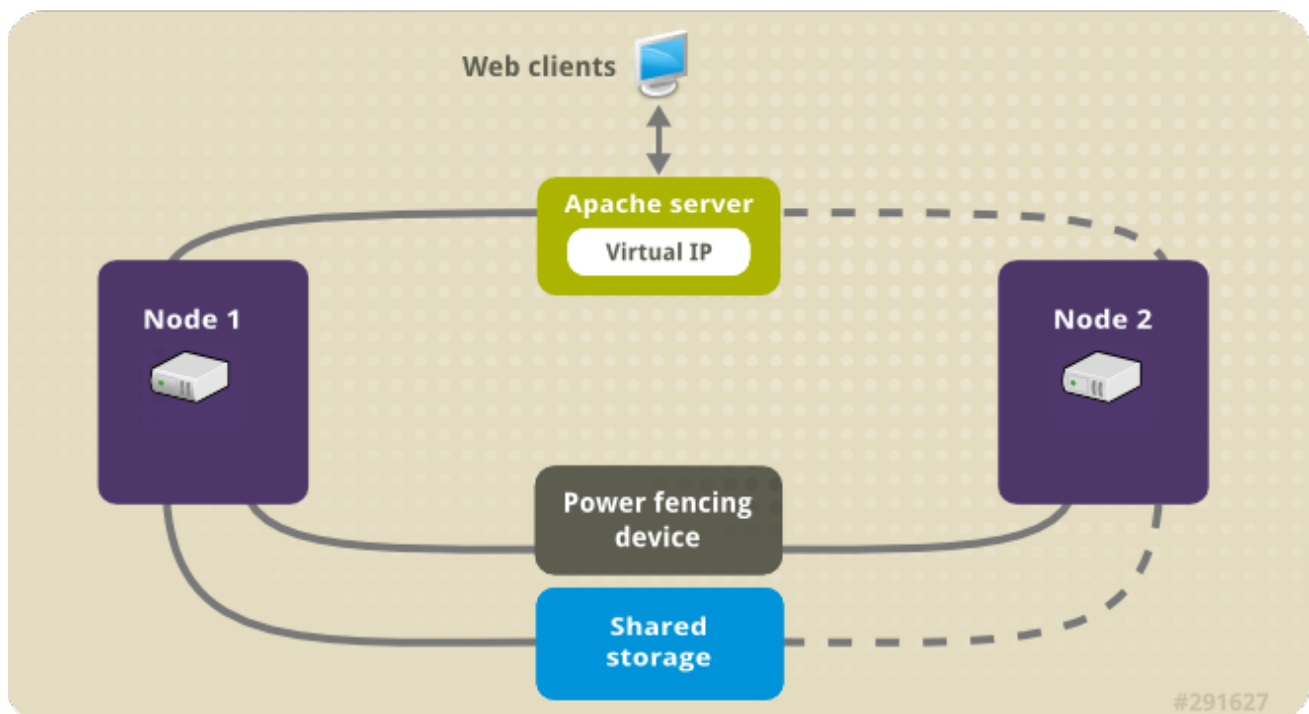 Web clients
Apache server
Virtual IP
Node 1
Node 2
Power fencing
device
Shared
storage
#291627